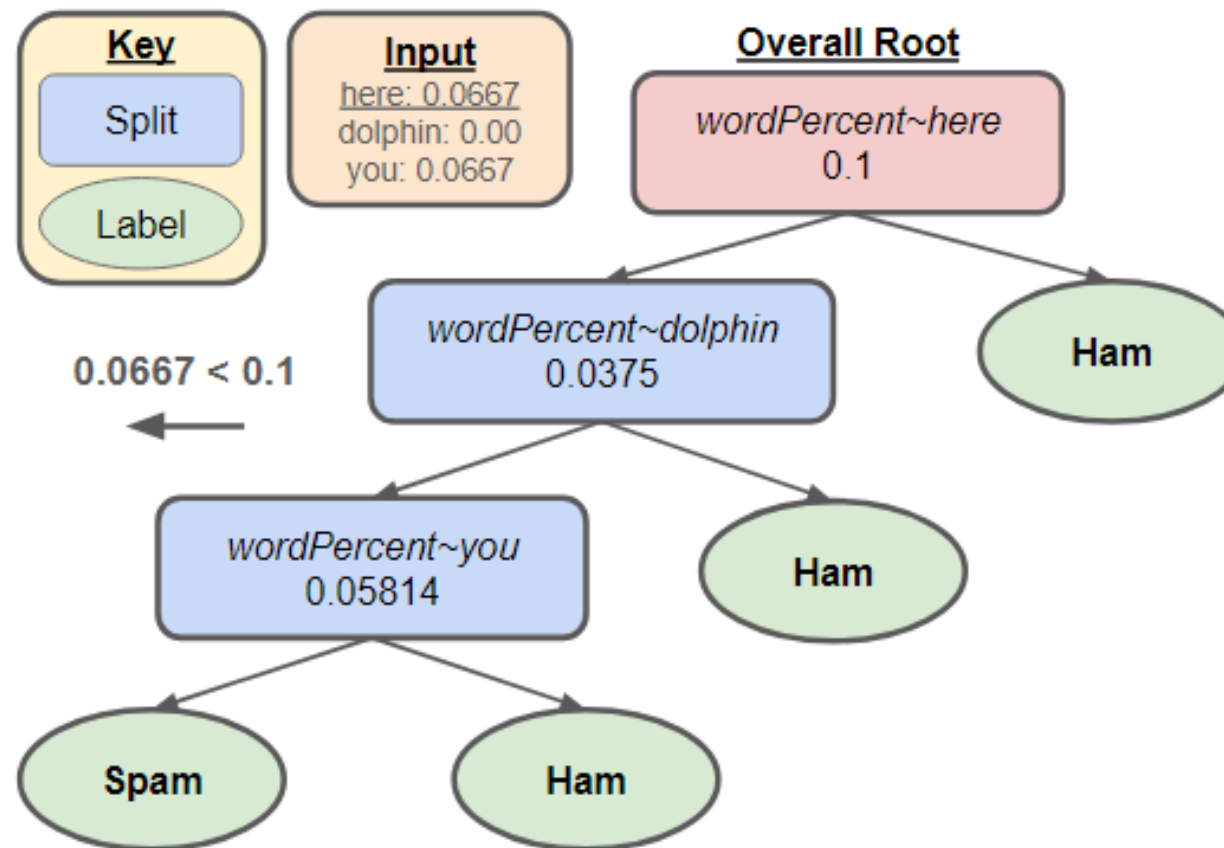 Key
Split
Label
Input
here: 0.0667
dolphin: 0.00
you: 0.0667
Overall Root
wordPercent~here
0.1
wordPercent~dolphin
0.0375
Ham
0.0667 < 0.1
wordPercent~you
0.05814
Ham
Spam
Ham